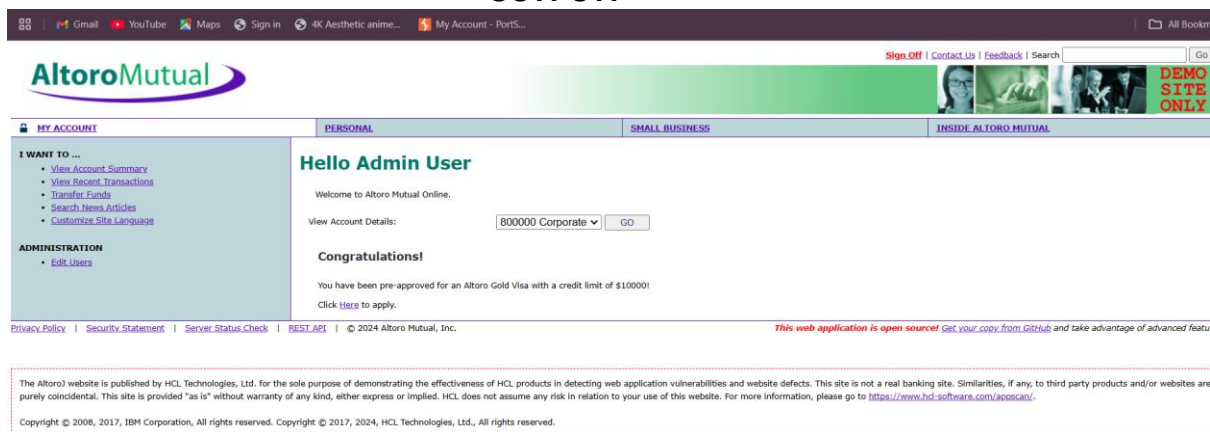 Gmail YouTube Maps Sign in 4K Aesthetic anime... My Account - PortS... All Bookm
Sign Off | Contact Us | Feedback | Search Go
AltoroMutual
DEMO
SITE
ONLY
MY ACCOUNT PERSONAL SMALL BUSINESS INSIDE ALTORO MUTUAL
I WANT TO ...
• View Account Summary
• View Recent Transactions
• Transfer Funds
• Search News Articles
• Customize Site Language
ADMINISTRATION
• Edit Users
Hello Admin User
Welcome to Altoro Mutual Online.
View Account Details: 800000 Corporate GO
Congratulations!
You have been pre-approved for an Altoro Gold Visa with a credit limit of $10000!
Click Here to apply.
Privacy Policy | Security Statement | Server Status Check | REST API | © 2024 Altoro Mutual, Inc. This web application is open source! Get your copy from GitHub and take advantage of advanced featu
The AltoroJ website is published by HCL Technologies, Ltd. for the sole purpose of demonstrating the effectiveness of HCL products in detecting web application vulnerabilities and website defects. This site is not a real banking site. Similarities, if any, to third party products and/or websites are
purely coincidental. This site is provided "as is" without warranty of any kind, either express or implied. HCL does not assume any risk in relation to your use of this website. For more information, please go to https://www.hcl-software.com/appscan/.
Copyright © 2008, 2017, IBM Corporation, All rights reserved. Copyright © 2017, 2024, HCL Technologies, Ltd., All rights reserved.